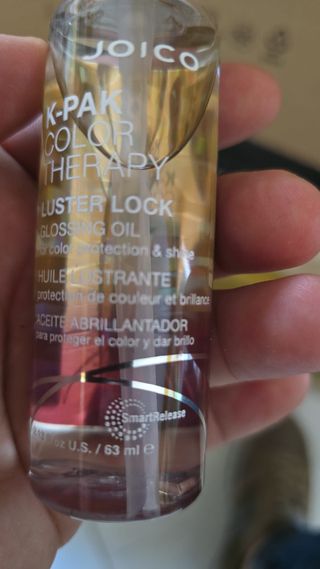 JOICO
K-PAK
COLOR
THERAPY
LUSTER LOCK
GLOSSING OIL
for color protection & shine
HUILE LUSTRANTE
protection de couleur et brillance
ACEITE ABRILLANTADOR
para proteger el color y dar brillo
SmartRelease
oz U.S. / 63 ml e